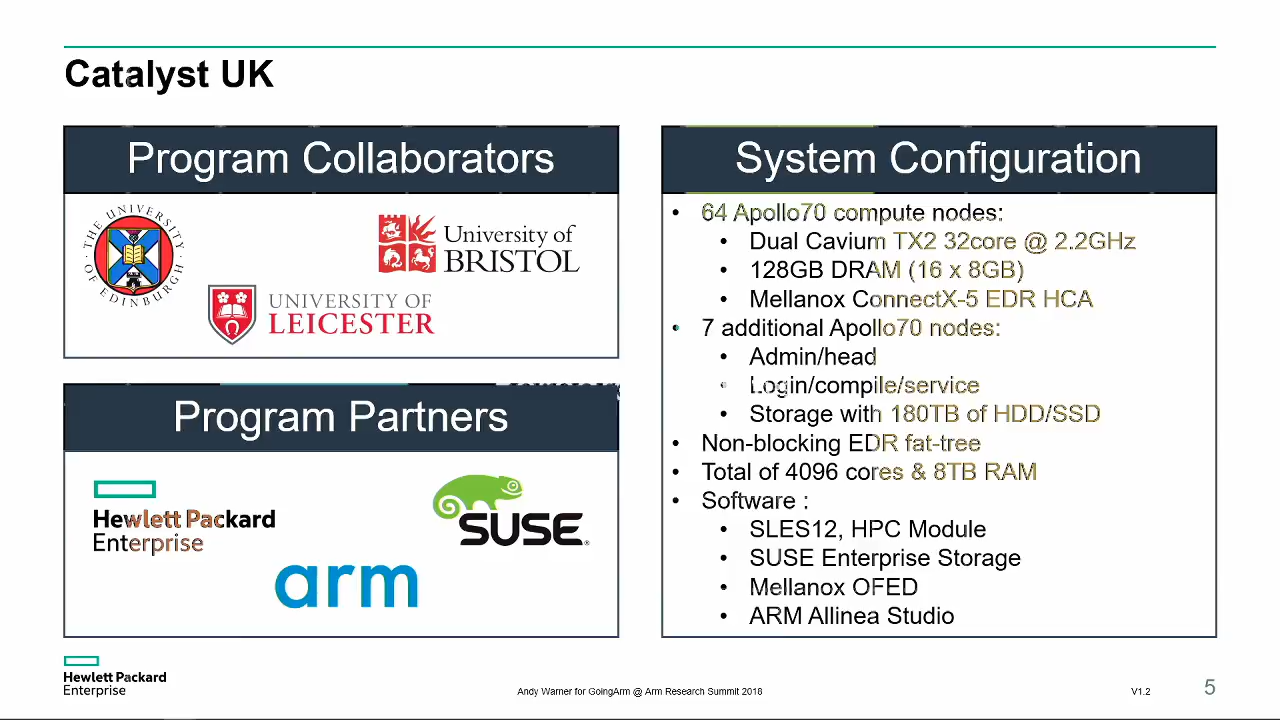 Catalyst UK
Program Collaborators
THE UNIVERSITY OF EDINBURGH
University of
BRISTOL
UNIVERSITY OF
LEICESTER
Program Partners
Hewlett Packard
Enterprise
SUSE
arm
System Configuration
• 64 Apollo70 compute nodes:
• Dual Cavium TX2 32core @ 2.2GHz
• 128GB DRAM (16 x 8GB)
• Mellanox ConnectX-5 EDR HCA
• 7 additional Apollo70 nodes:
• Admin/head
• Login/compile/service
• Storage with 180TB of HDD/SSD
• Non-blocking EDR fat-tree
• Total of 4096 cores & 8TB RAM
• Software :
• SLES12, HPC Module
• SUSE Enterprise Storage
• Mellanox OFED
• ARM Allinea Studio
Hewlett Packard
Enterprise
Andy Warner for GoingArm @ Arm Research Summit 2018
V1.2
5